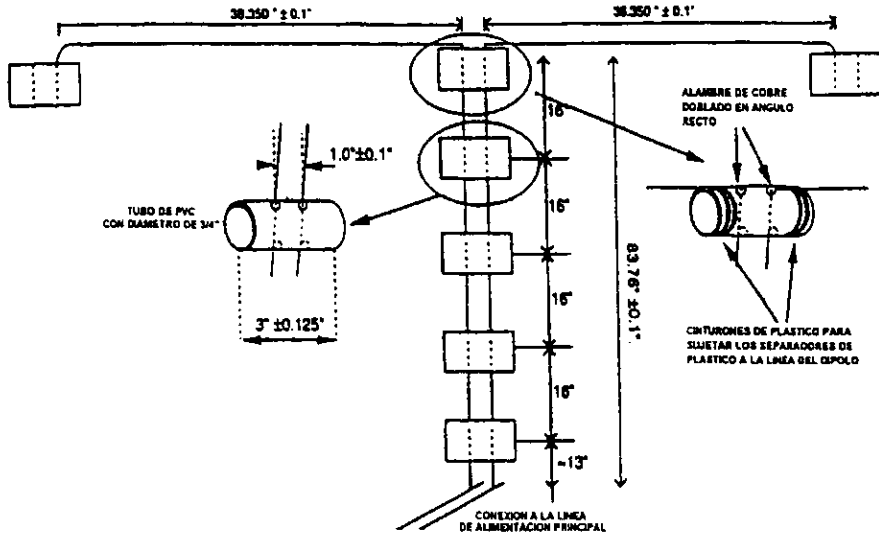 38.350" ± 0.1"
38.350" ± 0.1"
16"
ALAMBRE DE COBRE
DOBLADO EN ANGULO
RECTO
1.0"±0.1"
TUBO DE PVC
CON DIAMETRO DE 3/4"
16"
83.76" ±0.1"
16"
3" ±0.125"
CINTURONES DE PLASTICO PARA
SUJETAR LOS SEPARADORES DE
PLASTICO A LA LINEA DEL DIPOLO
16"
~13"
CONEXION A LA LINEA
DE ALIMENTACION PRINCIPAL